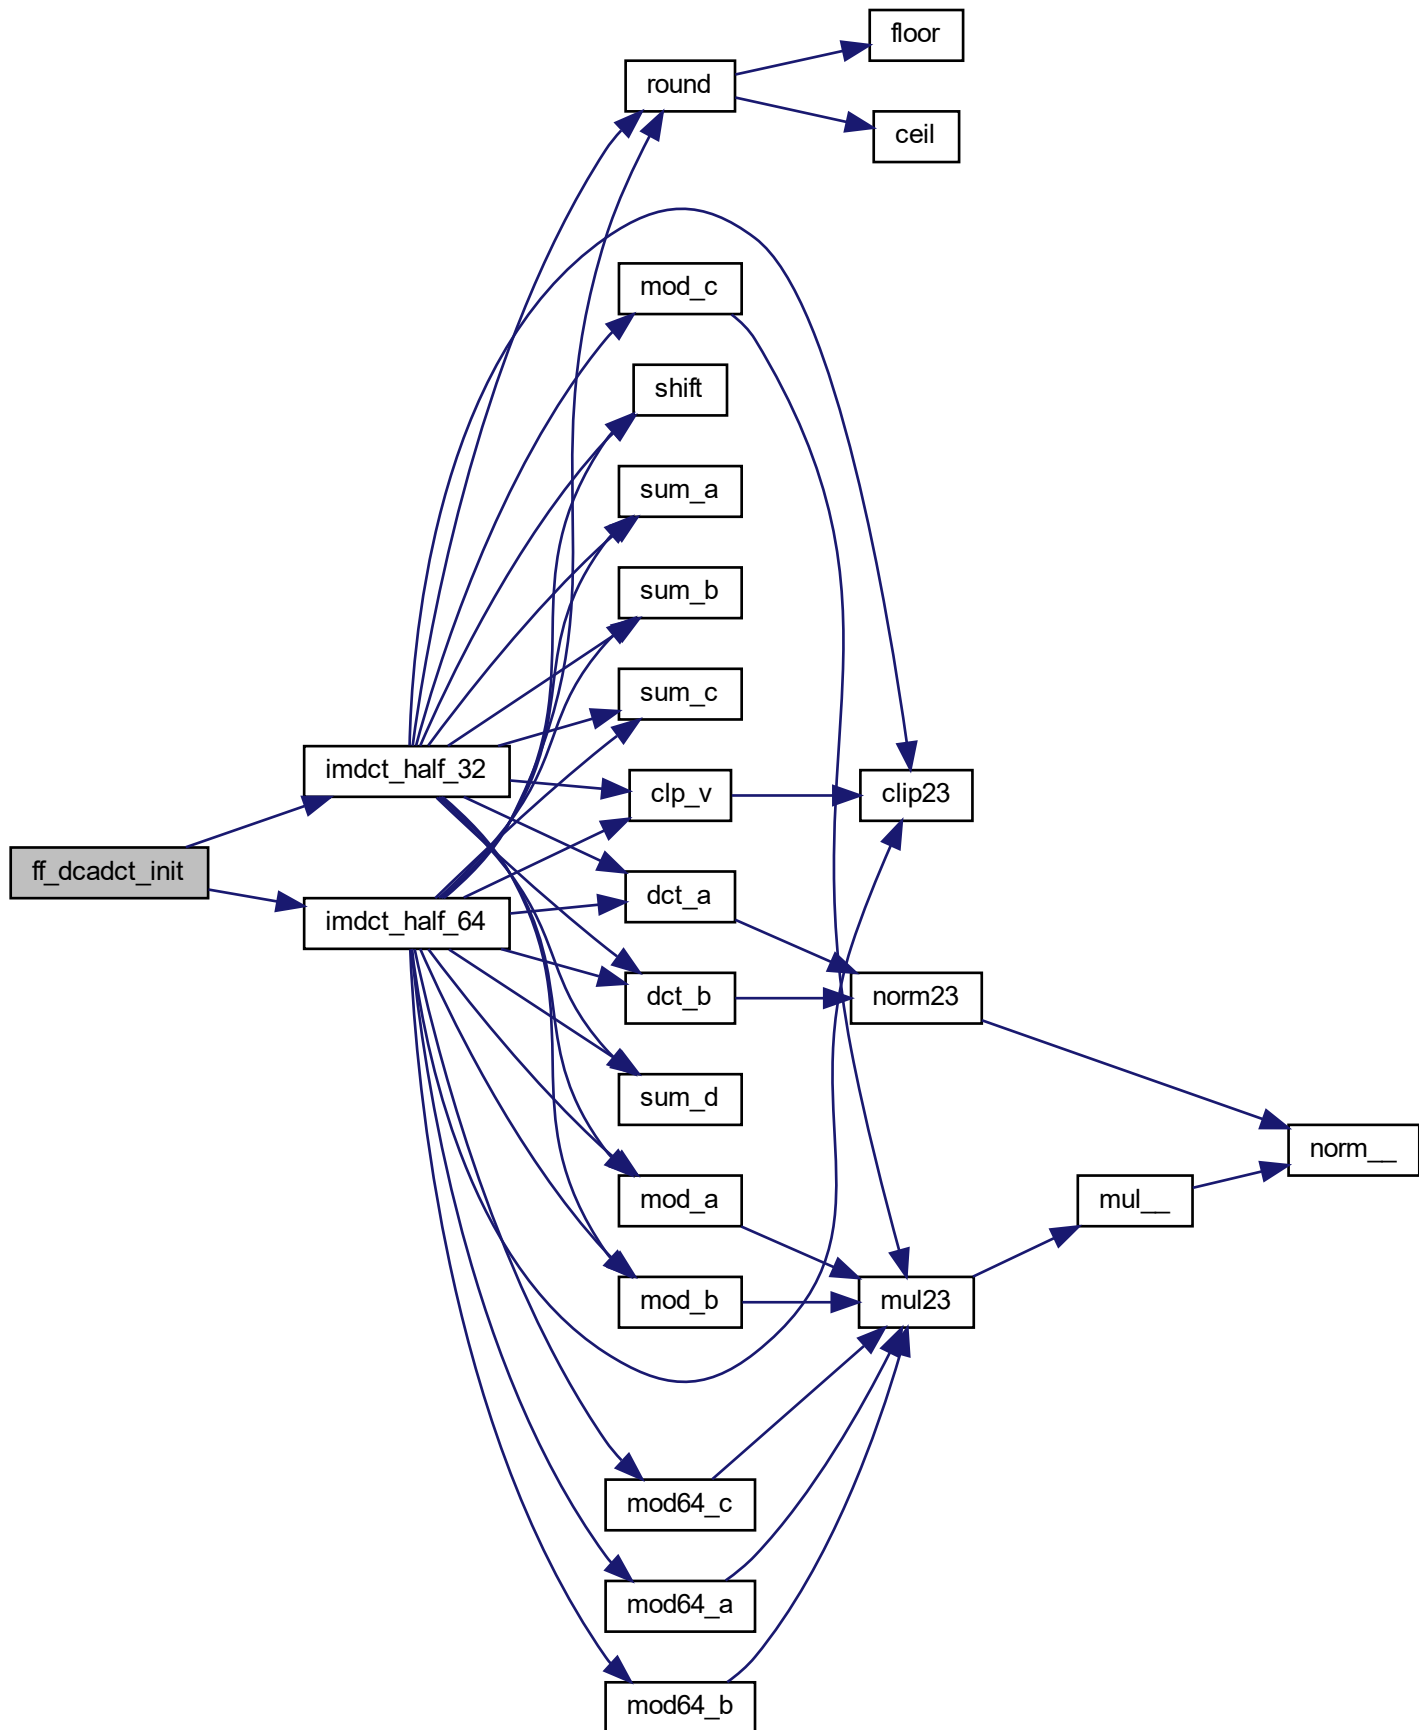 floor
round
ceil
mod_c
shift
sum_a
sum_b
sum_c
imdct_half_32
clp_v
clip23
ff_dcadct_init
dct_a
imdct_half_64
dct_b
norm23
sum_d
norm__
mod_a
mul__
mod_b
mul23
mod64_c
mod64_a
mod64_b